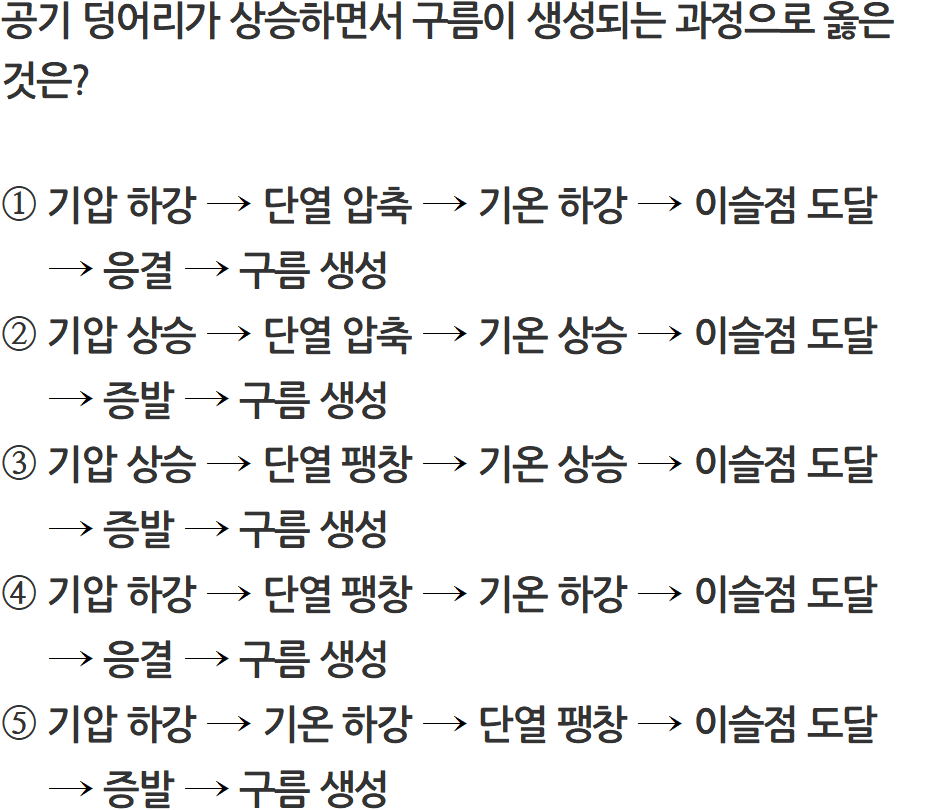 공기 덩어리가 상승하면서 구름이 생성되는 과정으로 옳은
것은?
① 기압 하강 → 단열 압축 → 기온 하강 → 이슬점 도달
→ 응결 → 구름 생성
② 기압 상승 → 단열 압축 → 기온 상승 → 이슬점 도달
→ 증발 → 구름 생성
③ 기압 상승 → 단열 팽창 → 기온 상승 → 이슬점 도달
→ 증발 → 구름 생성
④ 기압 하강 → 단열 팽창 → 기온 하강 → 이슬점 도달
→ 응결 → 구름 생성
⑤ 기압 하강 → 기온 하강 → 단열 팽창 → 이슬점 도달
→ 증발 → 구름 생성